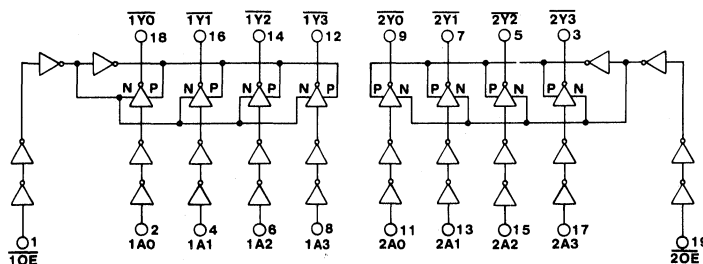 1Y0 1Y1 1Y2 1Y3 2Y0 2Y1 2Y2 2Y3
18 16 14 12 9 7 5 3
N P N P N P N P P N P N P N P N
1 2 4 6 8 11 13 15 17 19
1OE 1A0 1A1 1A2 1A3 2A0 2A1 2A2 2A3 2OE